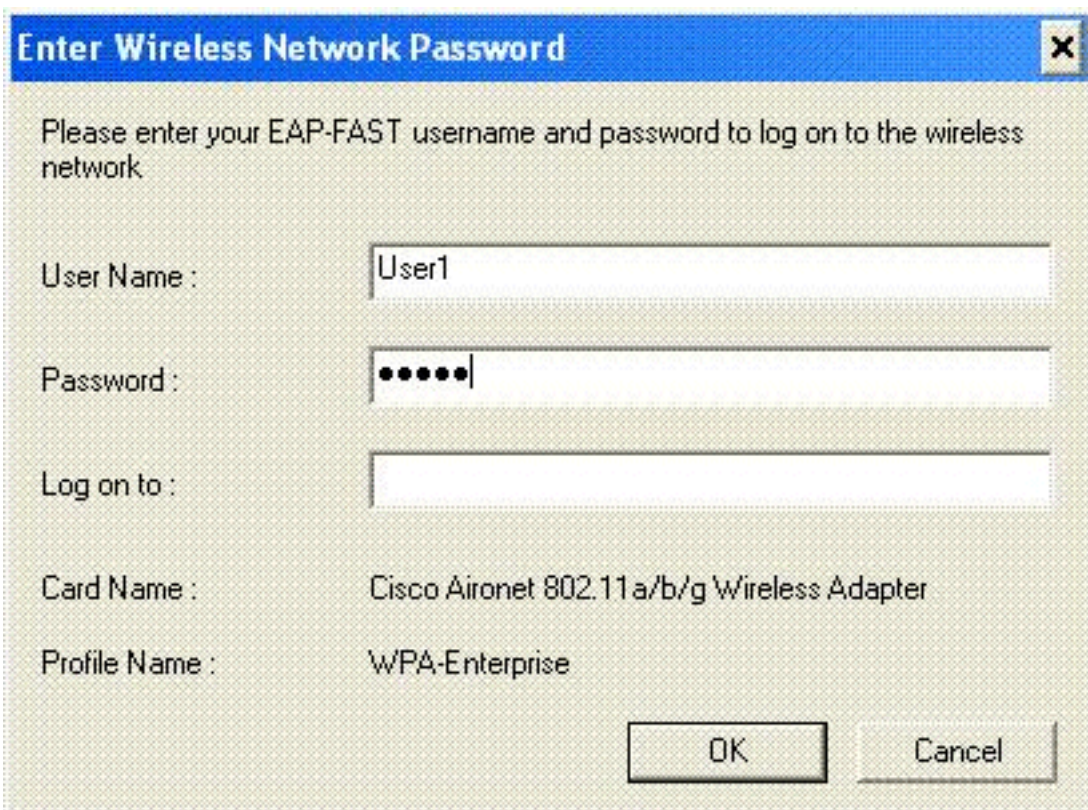 Enter Wireless Network Password
Please enter your EAP-FAST username and password to log on to the wireless
network
User Name : User1
Password : •••••
Log on to :
Card Name : Cisco Aironet 802.11a/b/g Wireless Adapter
Profile Name : WPA-Enterprise
OK Cancel